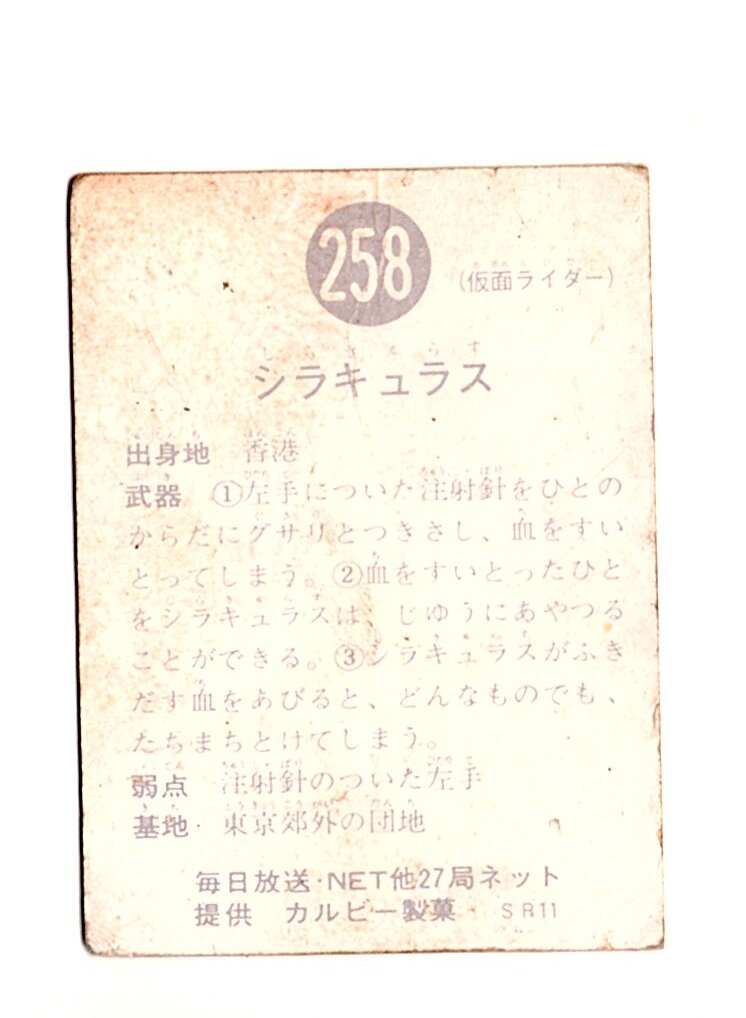 258
(仮面ライダー)
シラキュラス
出身地 香港
武器 ①左手についた注射針をひとの
からだにグサリとつきさし、血をすい
とってしまう。②血をすいとったひと
をシラキュラスは、じゆうにあやつる
ことができる。③シラキュラスがふき
だす血をあびると、どんなものでも、
たちまちとけてしまう。
弱点 注射針のついた左手
基地 東京郊外の団地
毎日放送・NET他27局ネット
提供 カルビー製菓 SR11